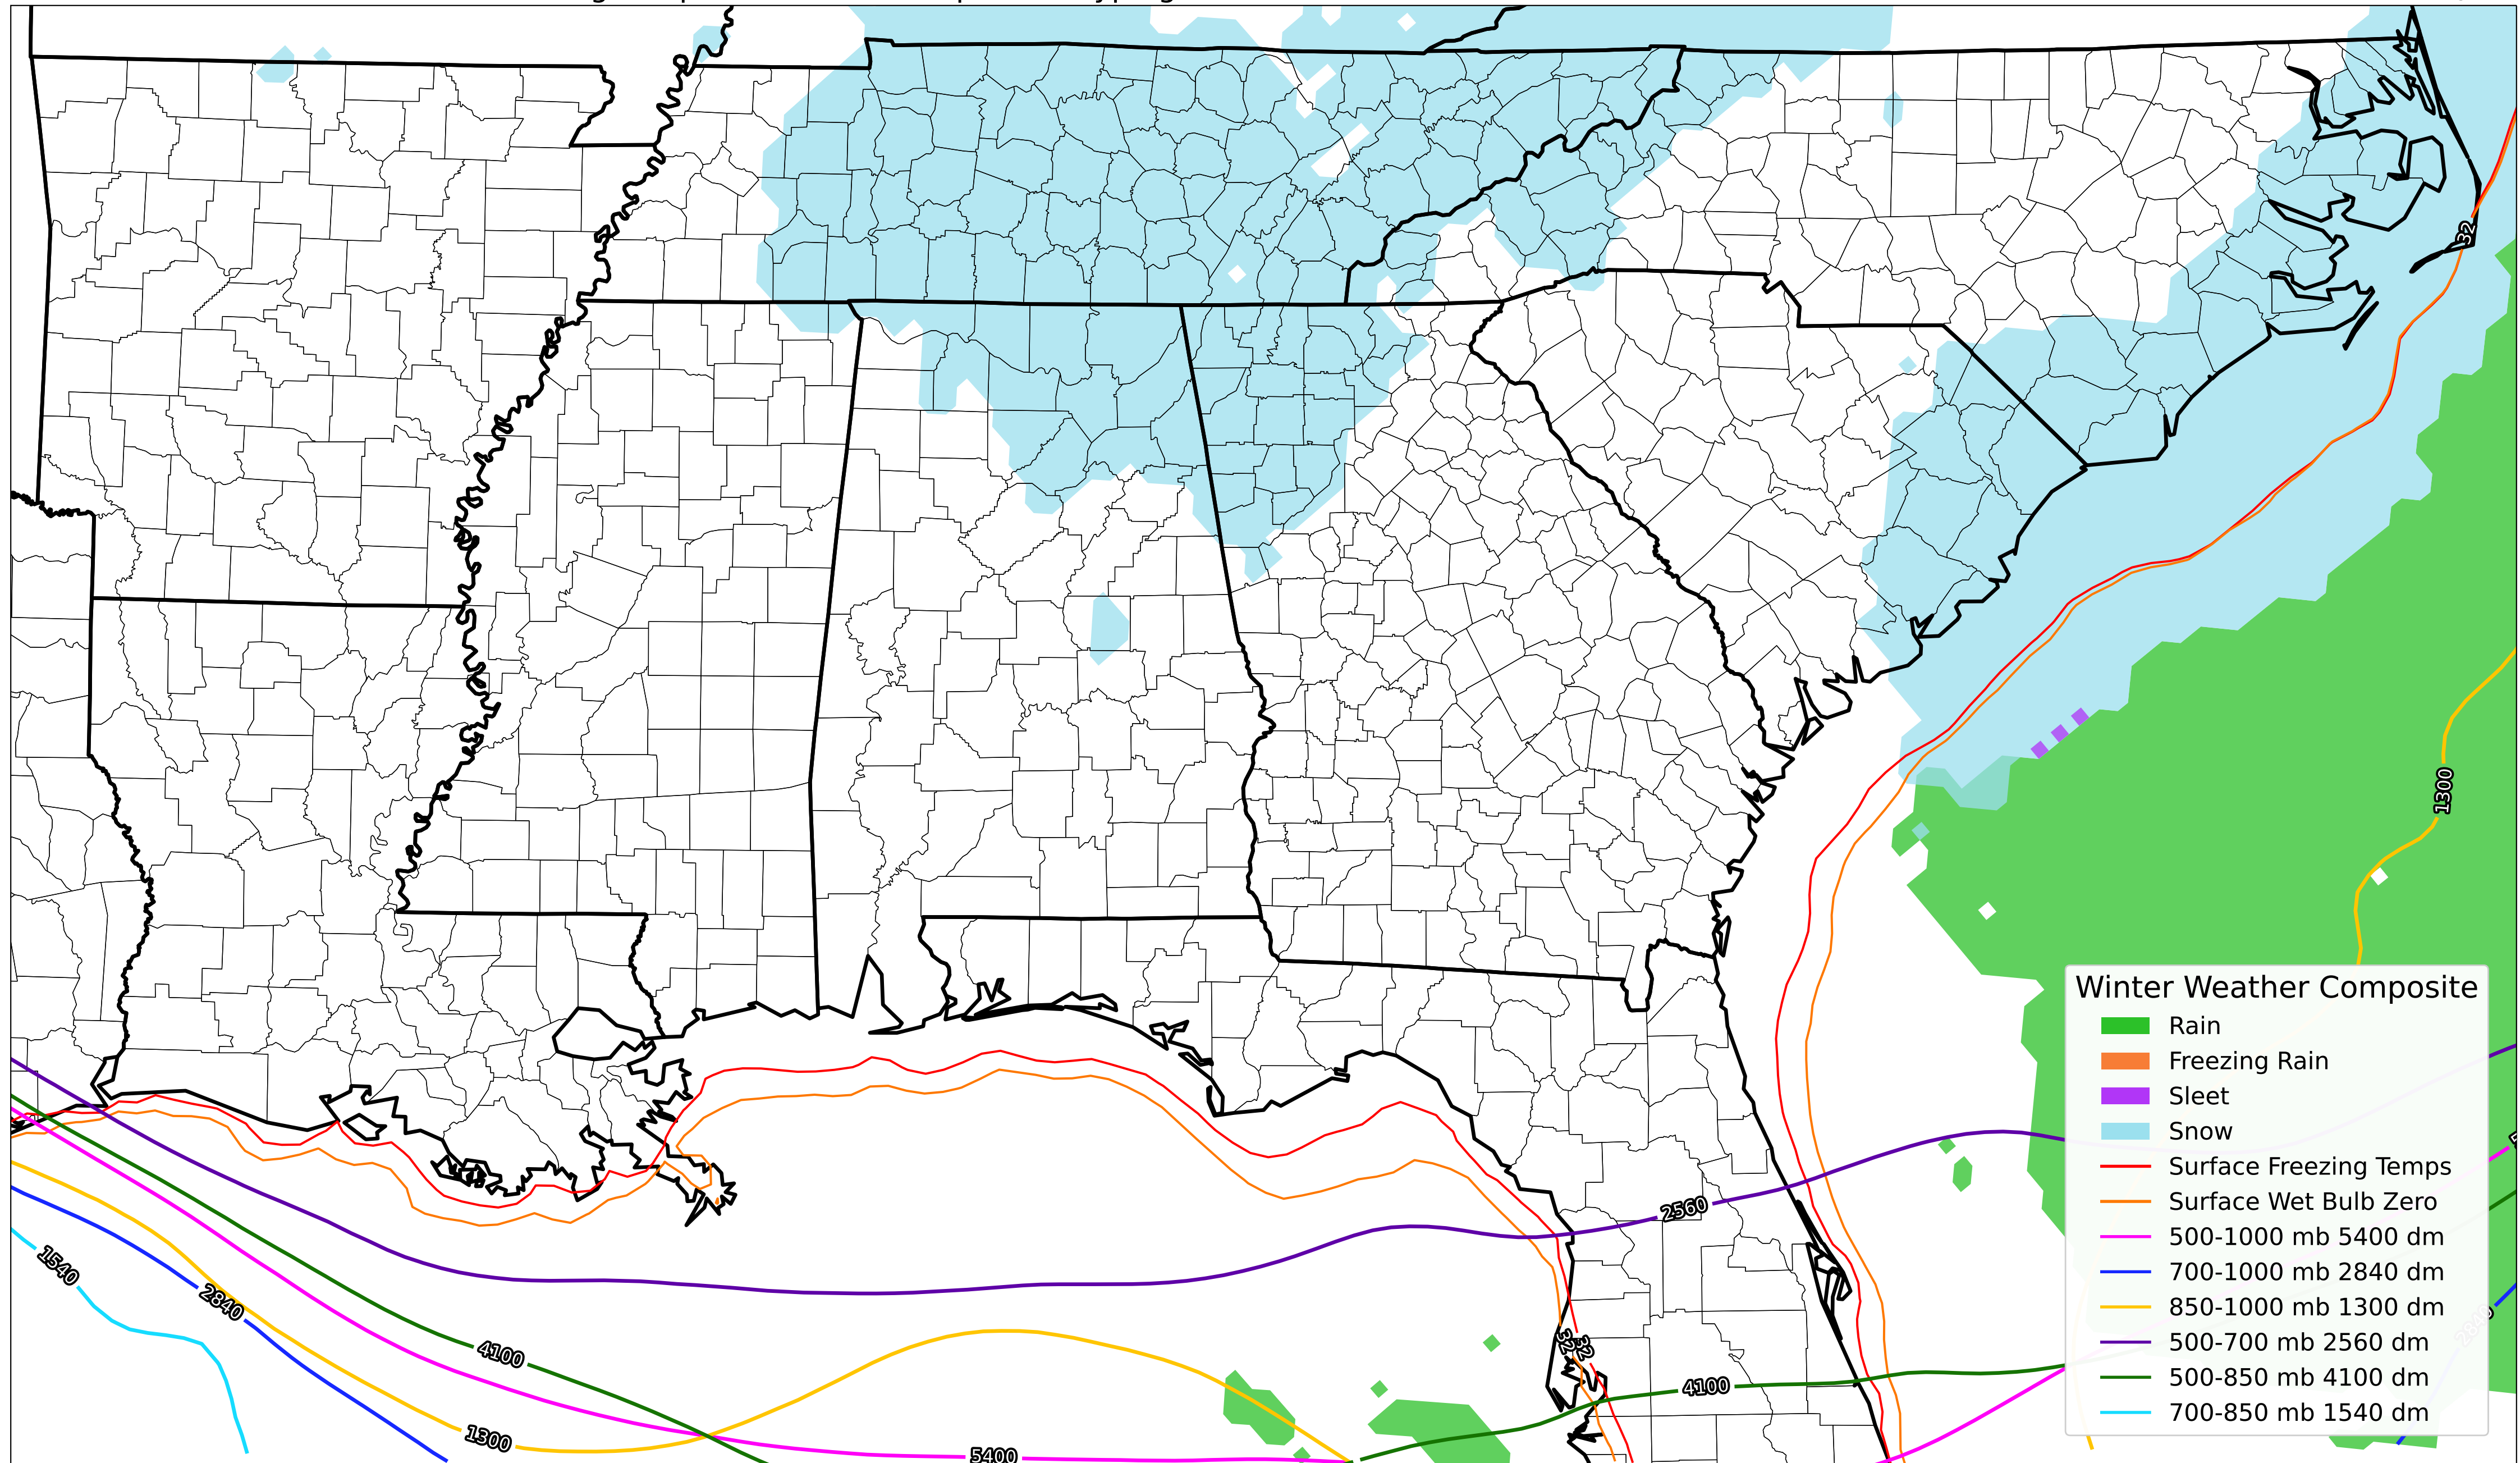 32
1300
Winter Weather Composite
Rain
Freezing Rain
Sleet
Snow
Surface Freezing Temps
Surface Wet Bulb Zero
500-1000 mb 5400 dm
700-1000 mb 2840 dm
850-1000 mb 1300 dm
500-700 mb 2560 dm
500-850 mb 4100 dm
700-850 mb 1540 dm
2560
1540
2840
4100
32
32
4100
1300
5400
2840